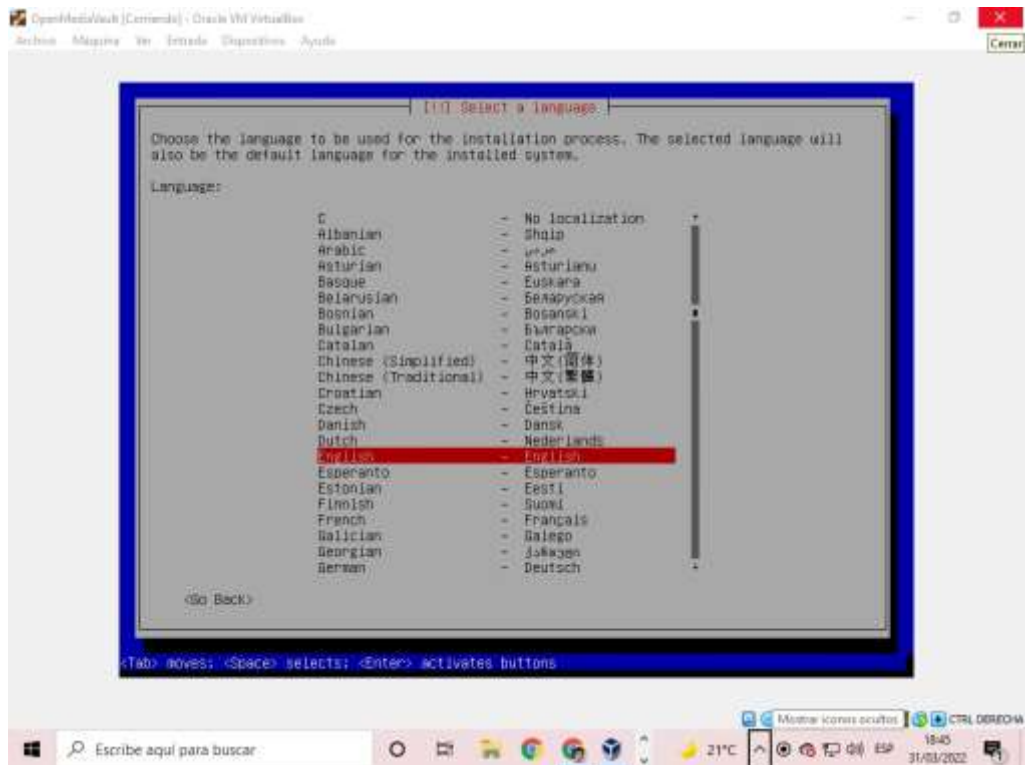 OpenMediaVault [Corriendo] - Oracle VM VirtualBox
Archivo Máquina Ver Entrada Dispositivos Ayuda
Cerrar
[!!] Select a language
Choose the language to be used for the installation process. The selected language will
also be the default language for the installed system.
Language:
C - No localization
Albanian - Shqip
Arabic - عربي
Asturian - Asturianu
Basque - Euskara
Belarusian - Беларуская
Bosnian - Bosanski
Bulgarian - Български
Catalan - Català
Chinese (Simplified) - 中文(简体)
Chinese (Traditional) - 中文(繁體)
Croatian - Hrvatski
Czech - Čeština
Danish - Dansk
Dutch - Nederlands
English - English
Esperanto - Esperanto
Estonian - Eesti
Finnish - Suomi
French - Français
Galician - Galego
Georgian - ქართული
German - Deutsch
<Go Back>
<Tab> moves; <Space> selects; <Enter> activates buttons
Mostrar iconos ocultos CTRL DERECHA
Escribe aquí para buscar 21°C ESP 18:45
31/03/2022